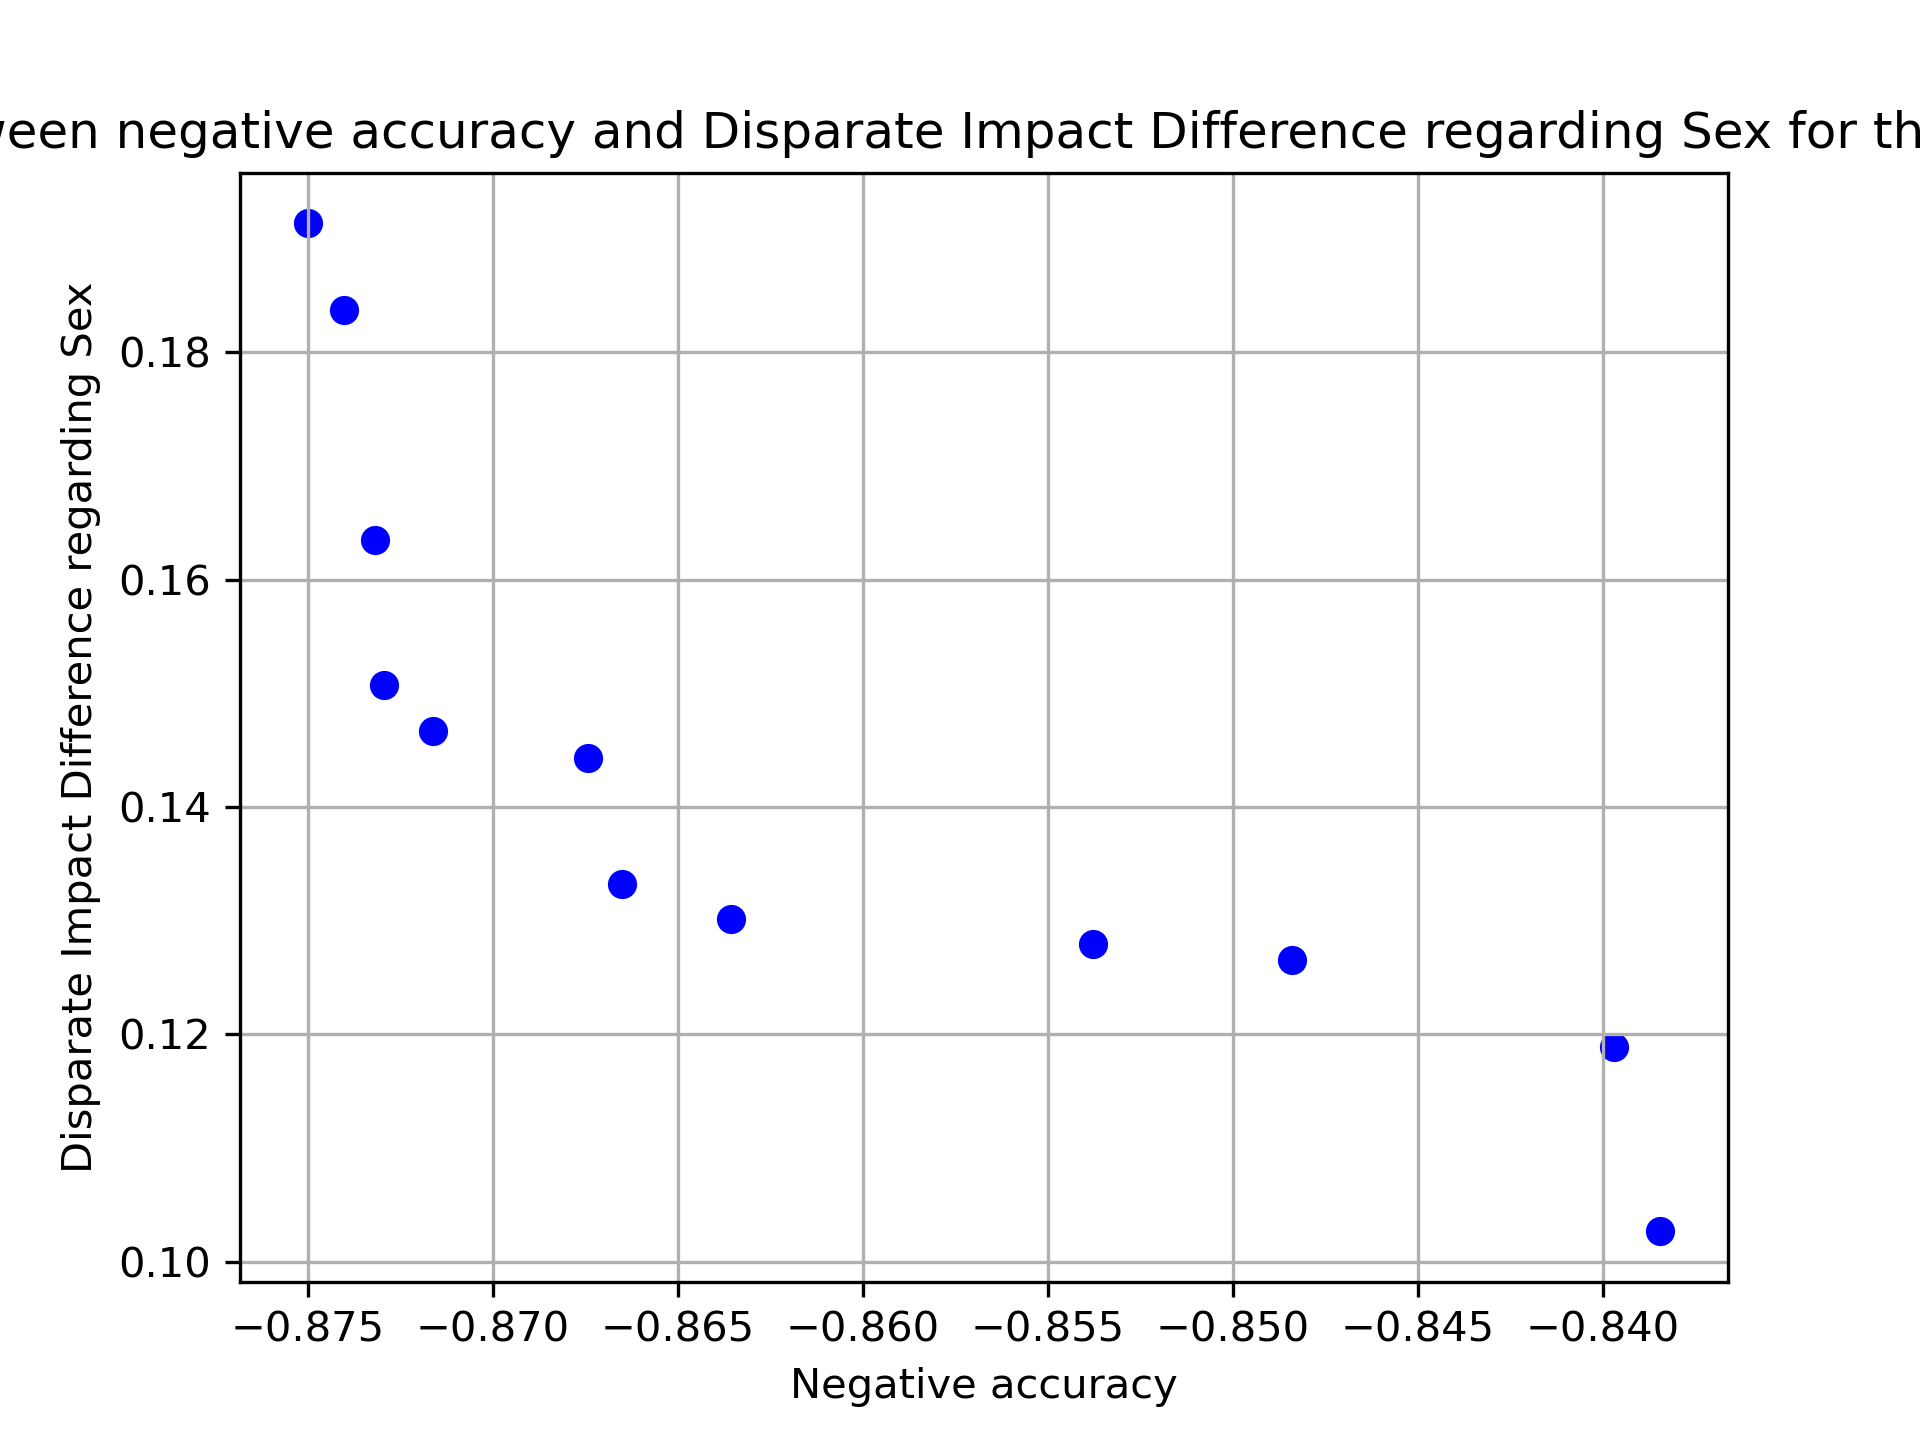 negative accuracy and Disparate Impact Difference regarding Sex for
Disparate Impact Difference regarding Sex
0.18
0.16
0.14
0.12
0.10
−0.875 −0.870 −0.865 −0.860 −0.855 −0.850 −0.845 −0.840
Negative accuracy